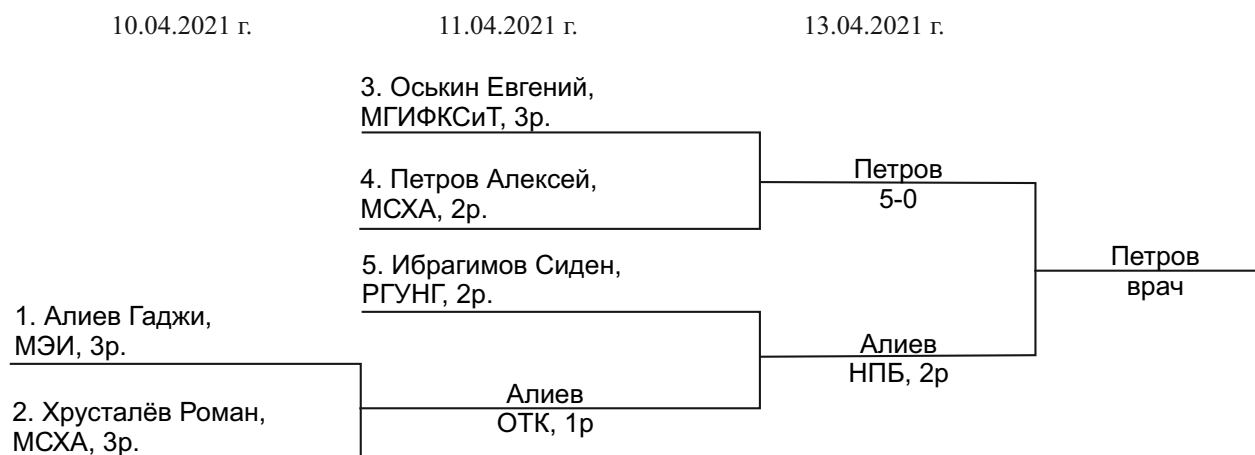 10.04.2021 г.
11.04.2021 г.
13.04.2021 г.
3. Оськин Евгений,
МГИФКСиТ, 3р.
4. Петров Алексей,
МСХА, 2р.
Петров
5-0
5. Ибрагимов Сиден,
РГУНГ, 2р.
Петров
врач
1. Алиев Гаджи,
МЭИ, 3р.
Алиев
НПБ, 2р
2. Хрусталёв Роман,
МСХА, 3р.
Алиев
ОТК, 1р